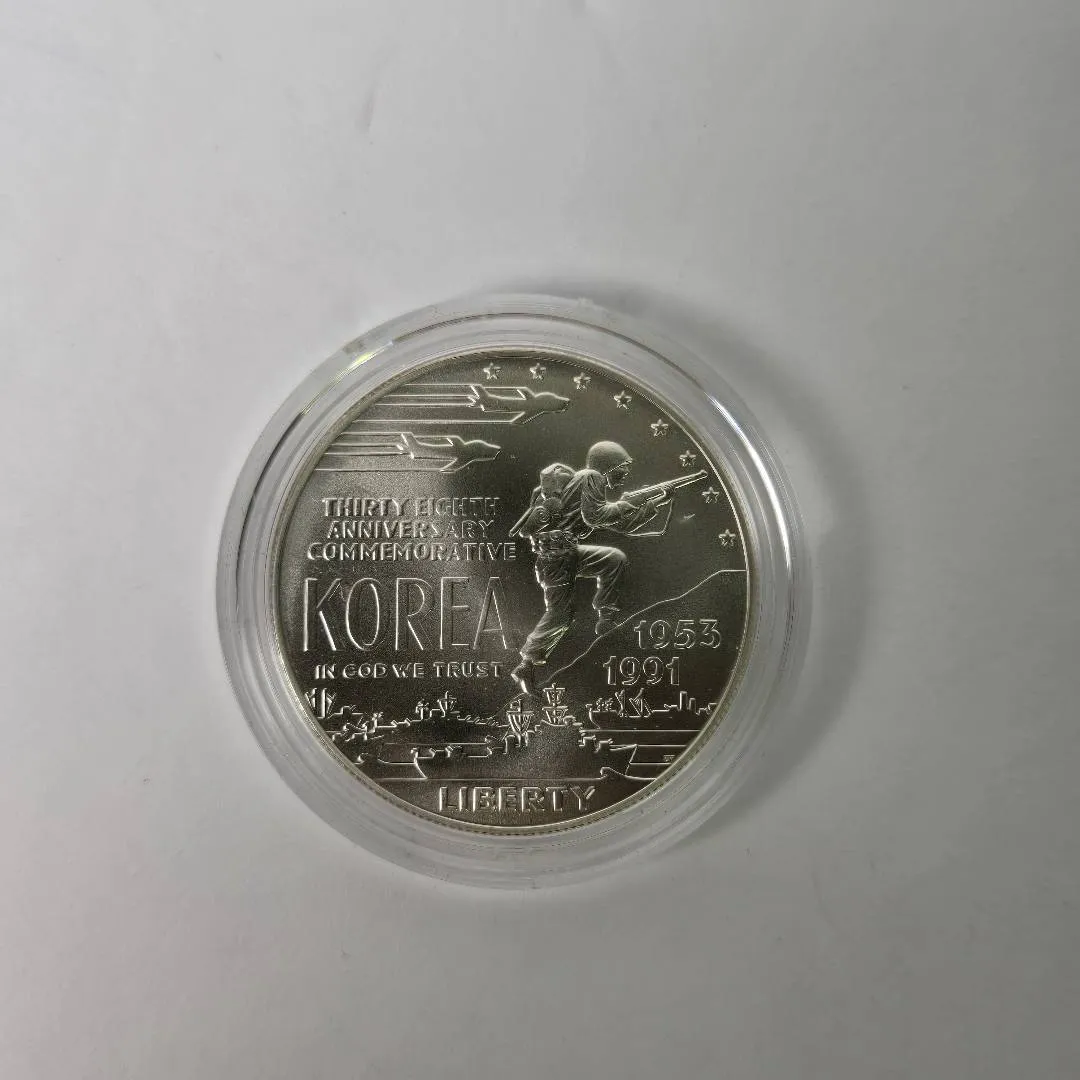 THIRTY EIGHTH
ANNIVERSARY
COMMEMORATIVE
KOREA
IN GOD WE TRUST
1953
1991
LIBERTY